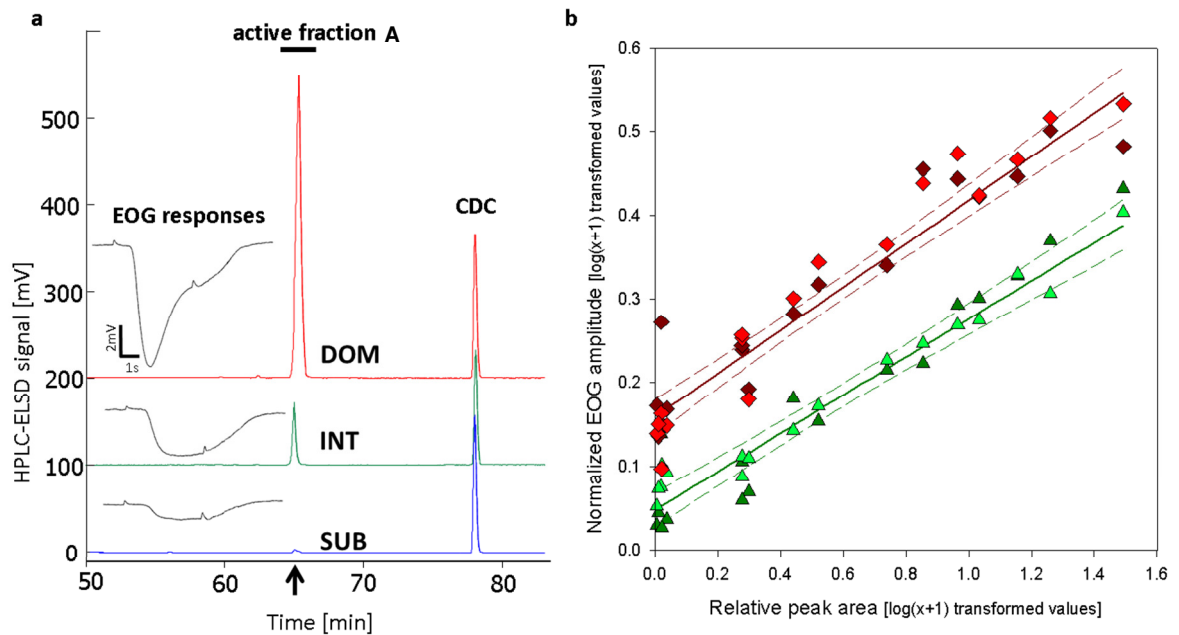 a
active fraction A
500
400
300
200
100
0
HPLC-ELSD signal [mV]
EOG responses
CDC
2mV
1s
DOM
INT
SUB
50
60
70
80
Time [min]
b
0.6
0.5
0.4
0.3
0.2
0.1
0.0
Normalized EOG amplitude [log(x+1) transformed values]
0.0
0.2
0.4
0.6
0.8
1.0
1.2
1.4
1.6
Relative peak area [log(x+1) transformed values]